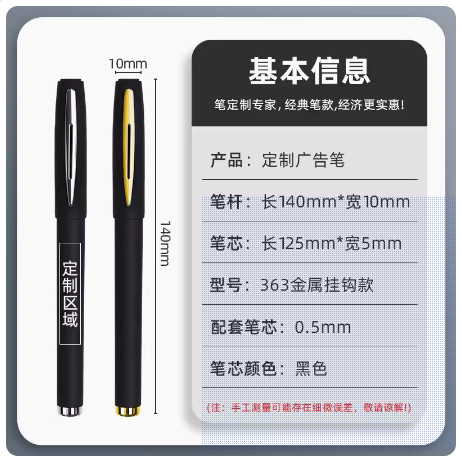 10mm
140mm
定制区域
基本信息
笔定制专家,经典笔款,经济更实惠!
产品：定制广告笔
笔杆：长140mm*宽10mm
笔芯：长125mm*宽5mm
型号：363金属挂钩款
配套笔芯：0.5mm
笔芯颜色：黑色
(注：手工测量可能存在细微误差，敬请谅解!)